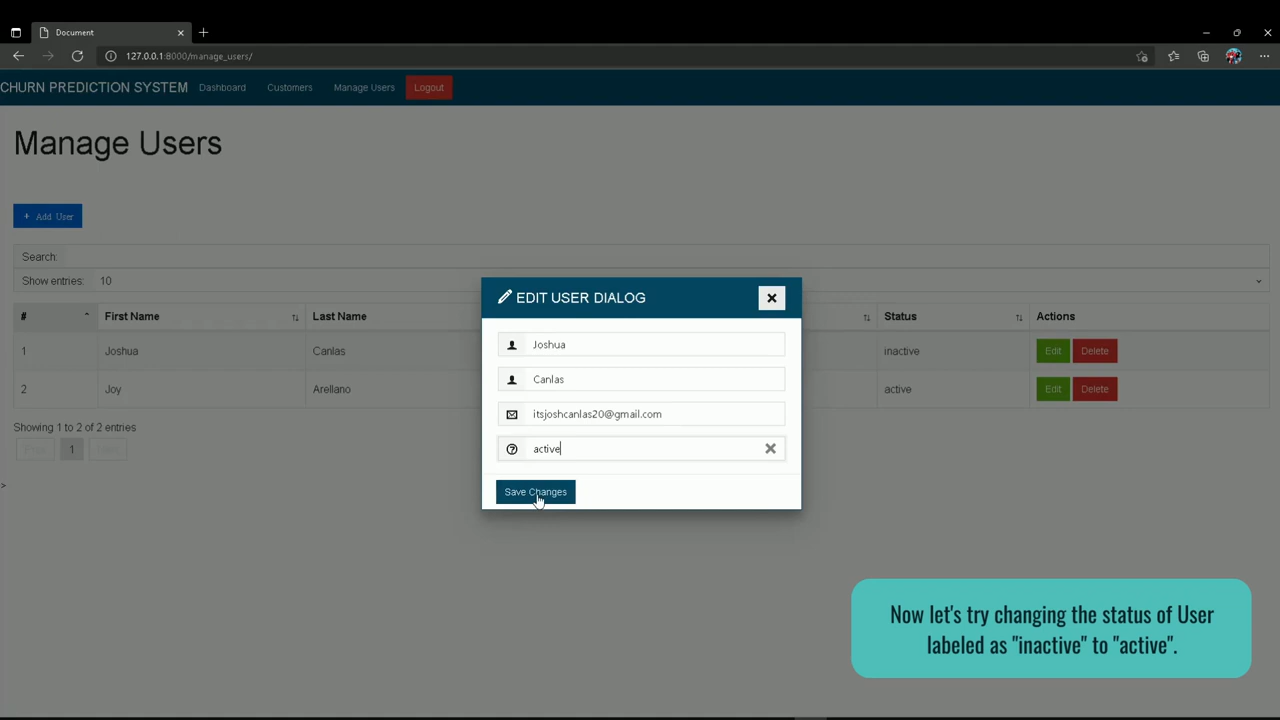 Document
127.0.0.1:8000/manage_users/
CHURN PREDICTION SYSTEM Dashboard Customers Manage Users Logout
Manage Users
+ Add User
Search:
Show entries: 10
# First Name Last Name Status Actions
1 Joshua Canlas inactive Edit Delete
2 Joy Arellano active Edit Delete
Showing 1 to 2 of 2 entries
Prev 1 Next
>
EDIT USER DIALOG
Joshua
Canlas
itsjoshcanlas20@gmail.com
active
Save Changes
Now let's try changing the status of User
labeled as "inactive" to "active".